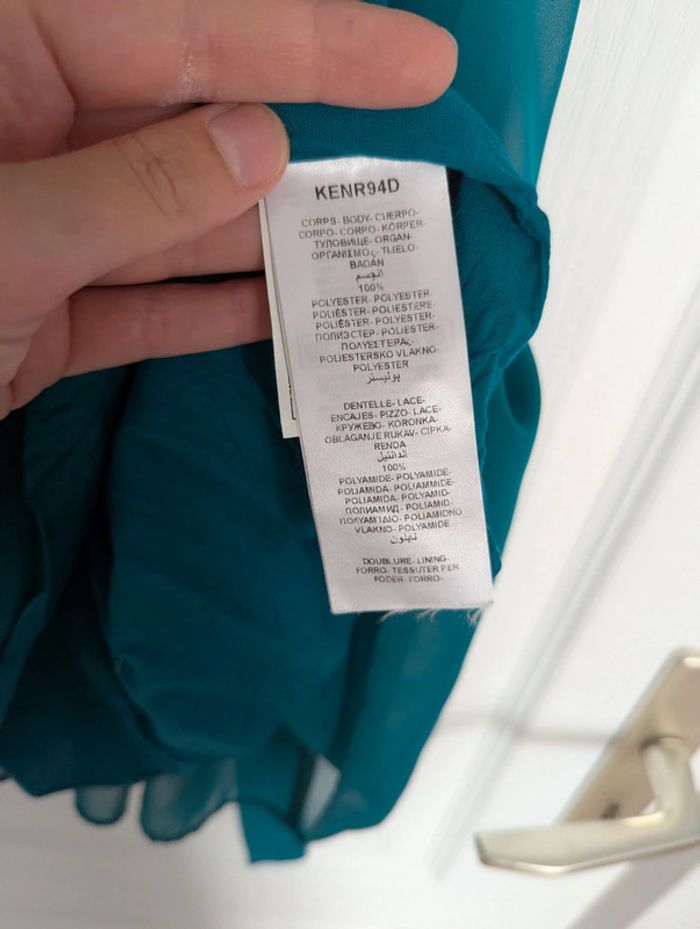 KENR94D
CORPS- BODY- CUERPO-
CORPO- CORPO- KÖRPER-
ТУЛОВИЩЕ- ORGAN-
ΟΡΓΑΝΙΣΜΟς- TIJELO-
BADAN
الجسم
100%
POLYESTER- POLYESTER-
POLIÉSTER- POLIESTERE-
POLIÉSTER- POLYESTER-
ПОЛИЭСТЕР- POLIESTER-
ΠΟΛΥΕΣΤΕΡΑς-
POLIESTERSKO VLAKNO-
POLYESTER
بوليستر
DENTELLE- LACE-
ENCAJES- PIZZO- LACE-
КРУЖЕВО- KORONKA-
OBLAGANJE RUKAV- CIPKA-
RENDA
الدانتيل
100%
POLYAMIDE- POLYAMIDE-
POLIAMIDA- POLIAMMIDE-
POLIAMIDA- POLYAMID-
ПОЛИАМИД- POLIAMID-
ΠΟΛΥΑΜΊΔΙΟ- POLIAMIDNO
VLAKNO- POLYAMIDE
نايلون
DOUBLURE- LINING-
FORRO- TESSUTER PER
FODER- FORRO-